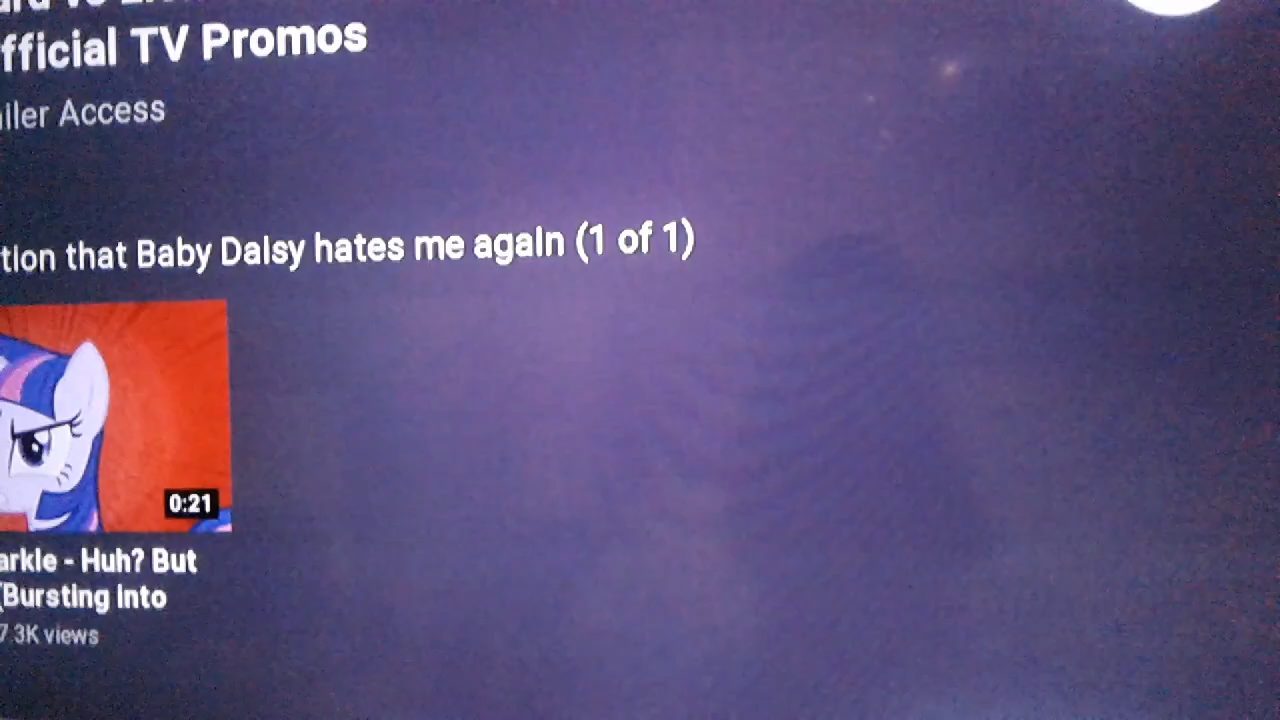 fficial TV Promos
iler Access
tion that Baby Daisy hates me again (1 of 1)
0:21
arkle - Huh? But
(Bursting into
7.3K views